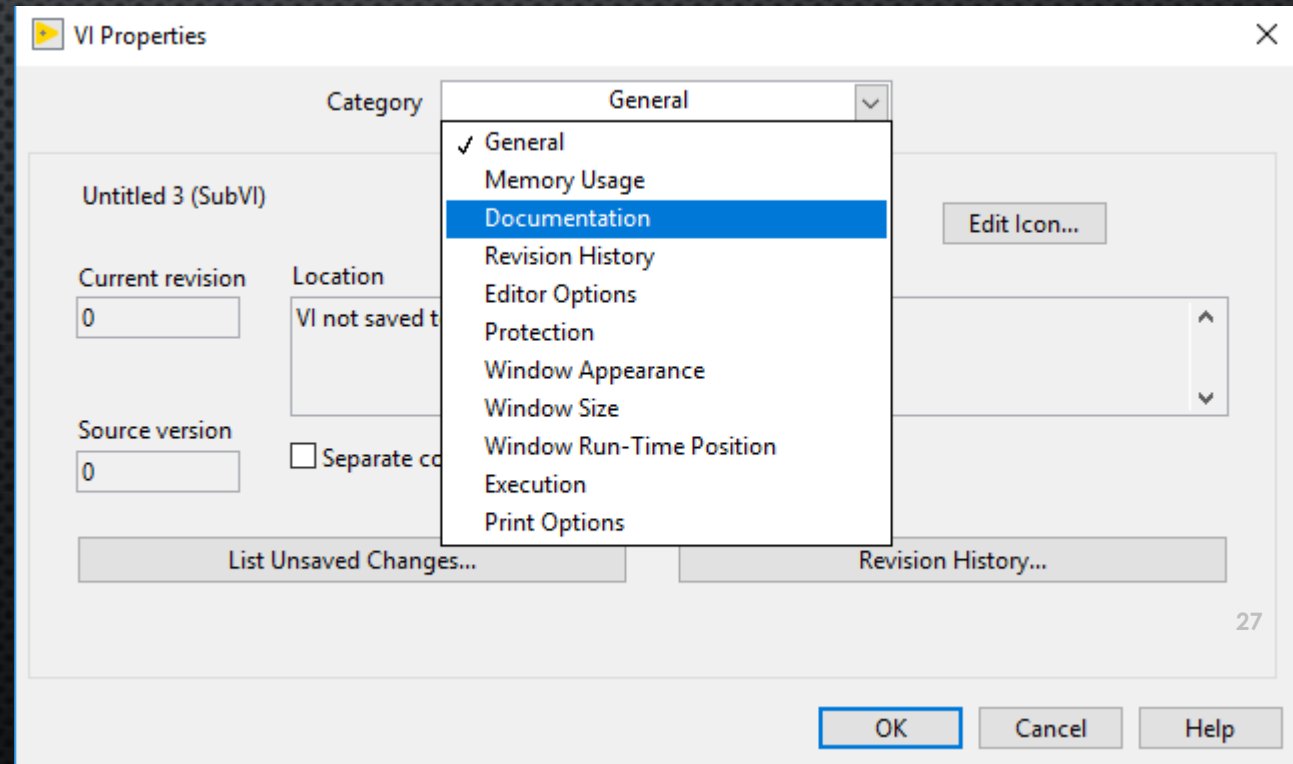 VI Properties
Category General
General
Memory Usage
Documentation
Revision History
Editor Options
Protection
Window Appearance
Window Size
Window Run-Time Position
Execution
Print Options
Untitled 3 (SubVI)
Edit Icon...
Current revision
0
Location
VI not saved t
Source version
0
Separate co
List Unsaved Changes...
Revision History...
27
OK
Cancel
Help